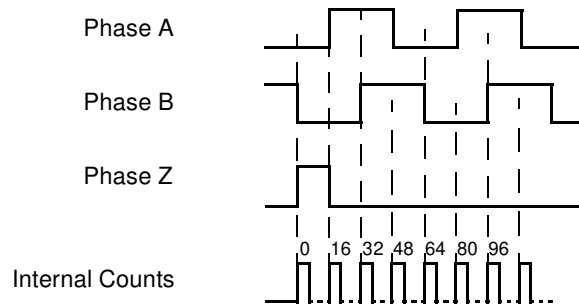 Phase A
Phase B
Phase Z
0 16 32 48 64 80 96
Internal Counts